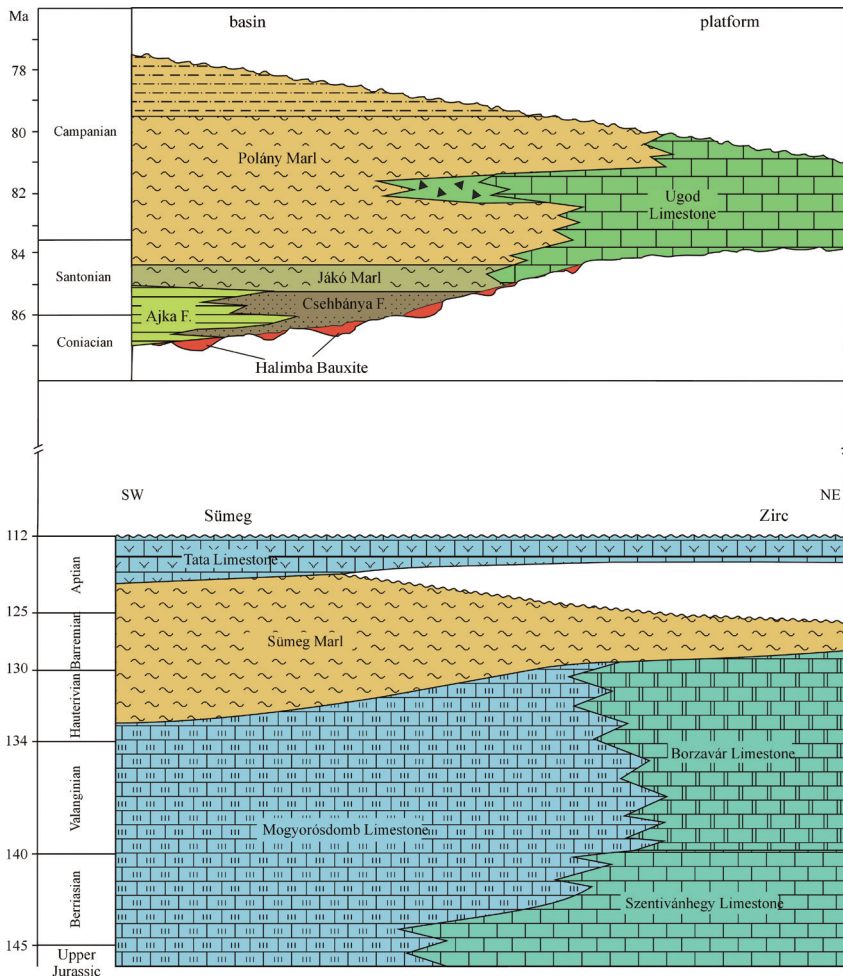 Ma
basin
platform
78
80
82
84
86
Campanian
Santonian
Coniacian
Polány Marl
Ugod
Limestone
Jákó Marl
Csehbánya F.
Ajka F.
Halimba Bauxite
SW
NE
Sümeg
Zirc
112
125
130
134
140
145
Aptian
Barremian
Hauterivian
Valanginian
Berriasian
Upper
Jurassic
Tata Limestone
Sümeg Marl
Borzavár Limestone
Mogyorósdomb Limestone
Szentivánhegy Limestone